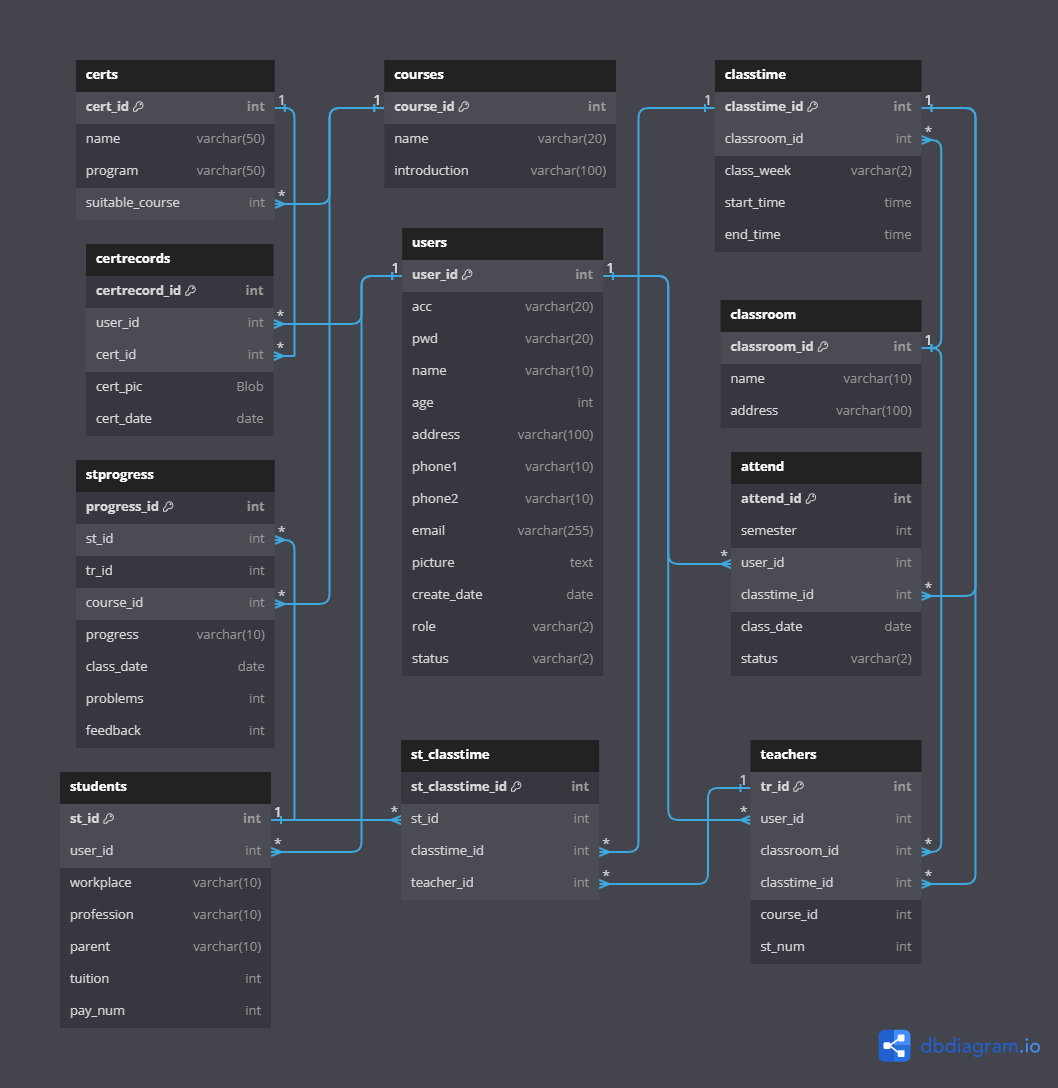 certs
cert_id int
name varchar(50)
program varchar(50)
suitable_course int
1
*
courses
course_id int
name varchar(20)
introduction varchar(100)
1
classtime
classtime_id int
classroom_id int
class_week varchar(2)
start_time time
end_time time
1
1
*
certrecords
certrecord_id int
user_id int
cert_id int
cert_pic Blob
cert_date date
*
*
users
user_id int
acc varchar(20)
pwd varchar(20)
name varchar(10)
age int
address varchar(100)
phone1 varchar(10)
phone2 varchar(10)
email varchar(255)
picture text
create_date date
role varchar(2)
status varchar(2)
1
1
classroom
classroom_id int
name varchar(10)
address varchar(100)
1
stprogress
progress_id int
st_id int
tr_id int
course_id int
progress varchar(10)
class_date date
problems int
feedback int
*
*
attend
attend_id int
semester int
user_id int
classtime_id int
class_date date
status varchar(2)
*
*
students
st_id int
user_id int
workplace varchar(10)
profession varchar(10)
parent varchar(10)
tuition int
pay_num int
1
*
st_classtime
st_classtime_id int
st_id int
classtime_id int
teacher_id int
*
*
*
teachers
tr_id int
user_id int
classroom_id int
classtime_id int
course_id int
st_num int
1
*
*
*
dbdiagram.io